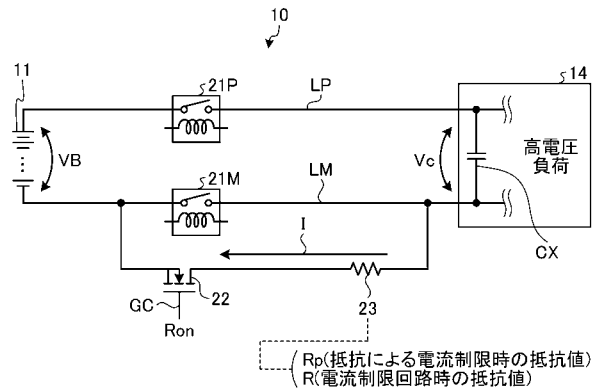 10
11
21P
LP
14
高電圧
負荷
VB
Vc
21M
LM
I
CX
GC
22
23
Ron
Rp(抵抗による電流制限時の抵抗値)
R(電流制限回路時の抵抗値)